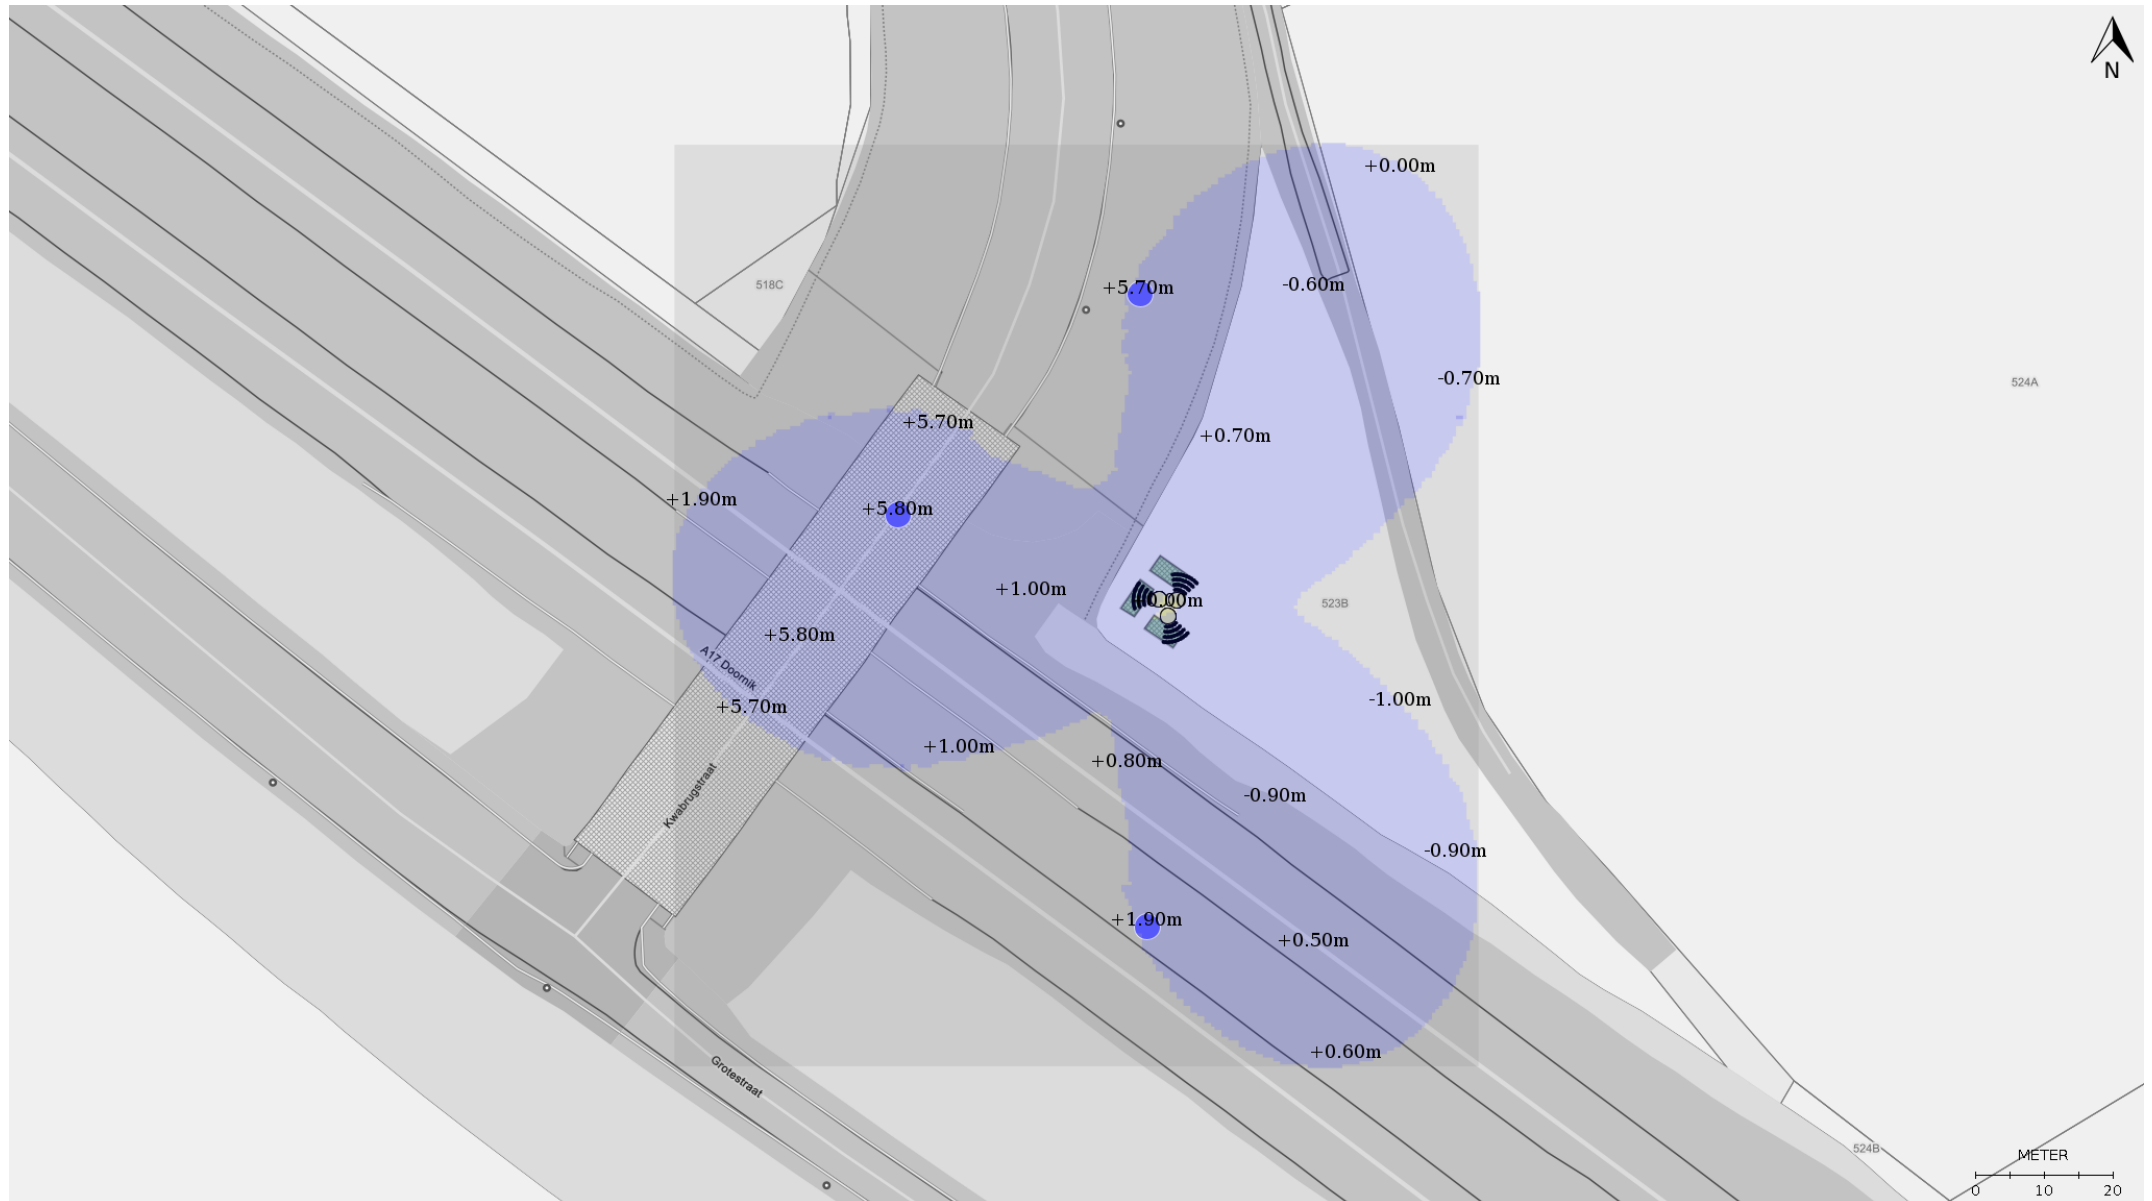 N
+0.00m
518C
-0.60m
+5.70m
-0.70m
524A
+5.70m
+0.70m
+1.90m
+5.80m
+1.00m
0.00m
523B
+5.80m
A17 Doornik
-1.00m
+5.70m
+1.00m
+0.80m
Kwabrugstraat
-0.90m
-0.90m
+1.90m
+0.50m
+0.60m
Grotestraat
524B
METER
0 10 20